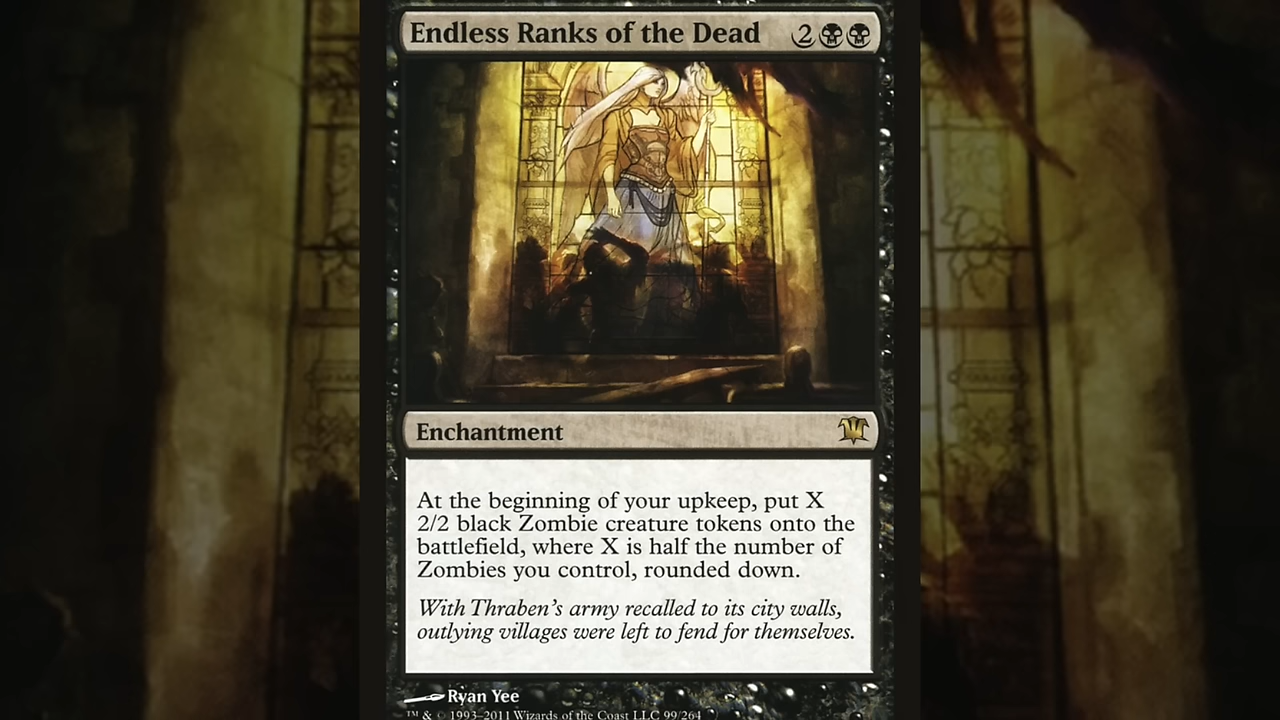 Endless Ranks of the Dead 2
Enchantment
At the beginning of your upkeep, put X
2/2 black Zombie creature tokens onto the
battlefield, where X is half the number of
Zombies you control, rounded down.
With Thraben's army recalled to its city walls,
outlying villages were left to fend for themselves.
Ryan Yee
™ & © 1993–2011 Wizards of the Coast LLC 99/264